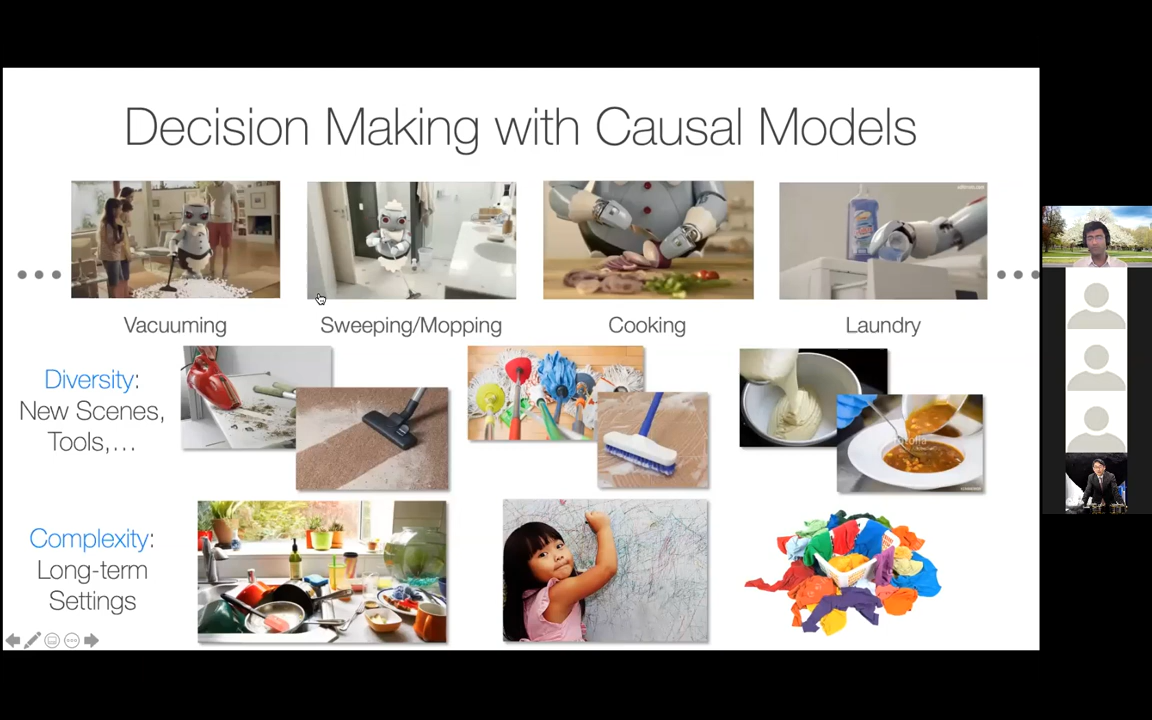 Decision Making with Causal Models
Vacuuming
Sweeping/Mopping
Cooking
Laundry
Diversity:
New Scenes,
Tools,...
Complexity:
Long-term
Settings